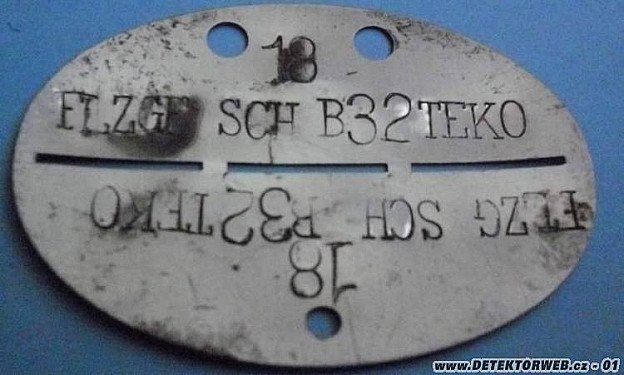 18
FLZGF SCH B32TEKO
FLZG SCH B32TEKO
18
www.DETEKTORWEB.cz - 01